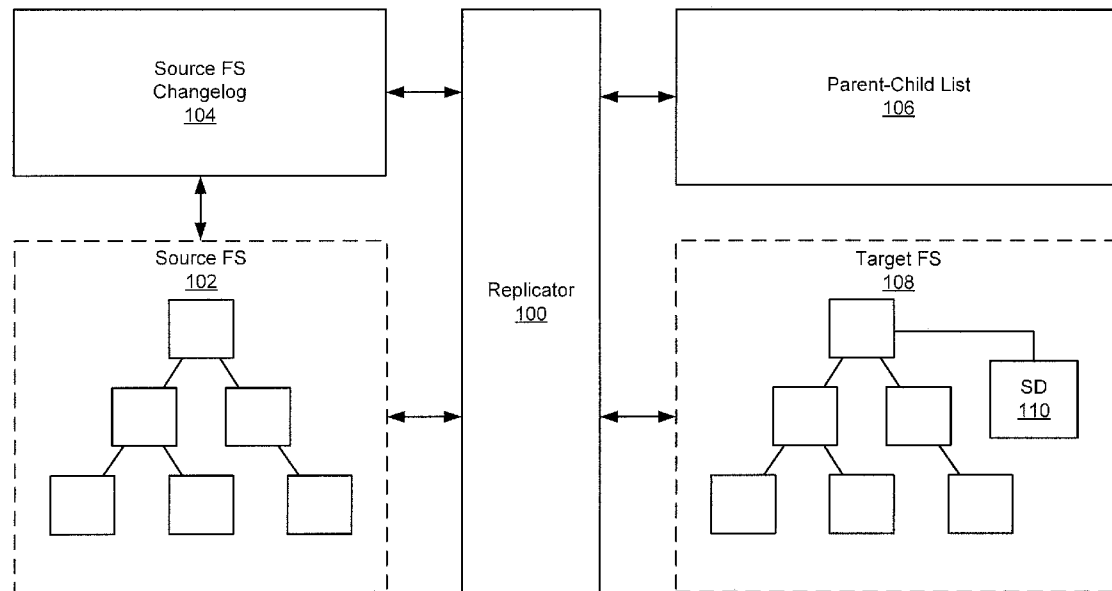 Source FS
Changelog
104
Parent-Child List
106
Source FS
102
Replicator
100
Target FS
108
SD
110